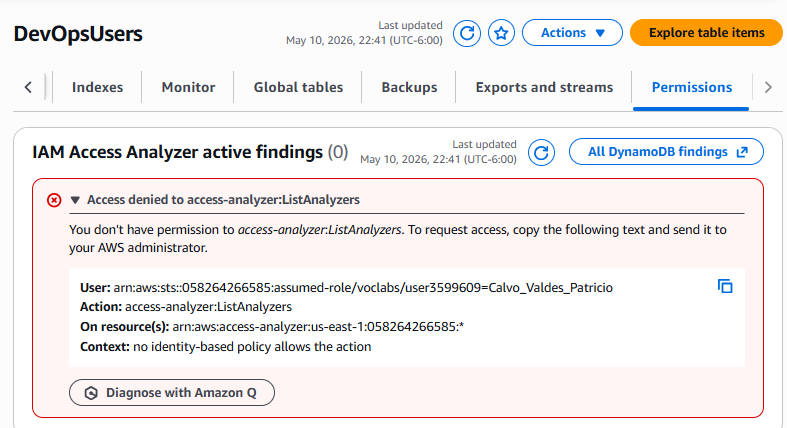 DevOpsUsers
Last updated
May 10, 2026, 22:41 (UTC-6:00)
Actions
Explore table items
Indexes
Monitor
Global tables
Backups
Exports and streams
Permissions
IAM Access Analyzer active findings (0)
Last updated
May 10, 2026, 22:41 (UTC-6:00)
All DynamoDB findings
Access denied to access-analyzer:ListAnalyzers
You don't have permission to access-analyzer:ListAnalyzers. To request access, copy the following text and send it to
your AWS administrator.
User: arn:aws:sts::058264266585:assumed-role/voclabs/user3599609=Calvo_Valdes_Patricio
Action: access-analyzer:ListAnalyzers
On resource(s): arn:aws:access-analyzer:us-east-1:058264266585:*
Context: no identity-based policy allows the action
Diagnose with Amazon Q